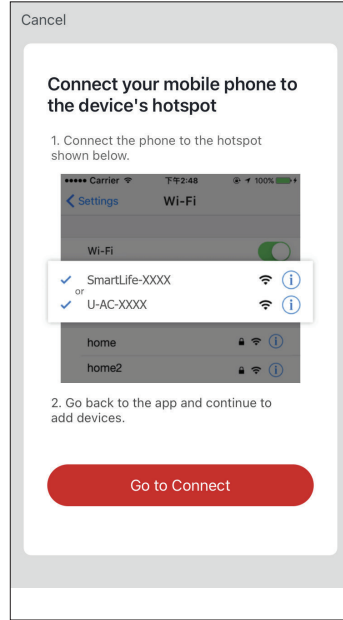 Cancel
Connect your mobile phone to
the device's hotspot
1. Connect the phone to the hotspot
shown below.
Carrier 下午2:48 100%
Settings Wi-Fi
Wi-Fi
SmartLife-XXXX
or
U-AC-XXXX
home
home2
2. Go back to the app and continue to
add devices.
Go to Connect